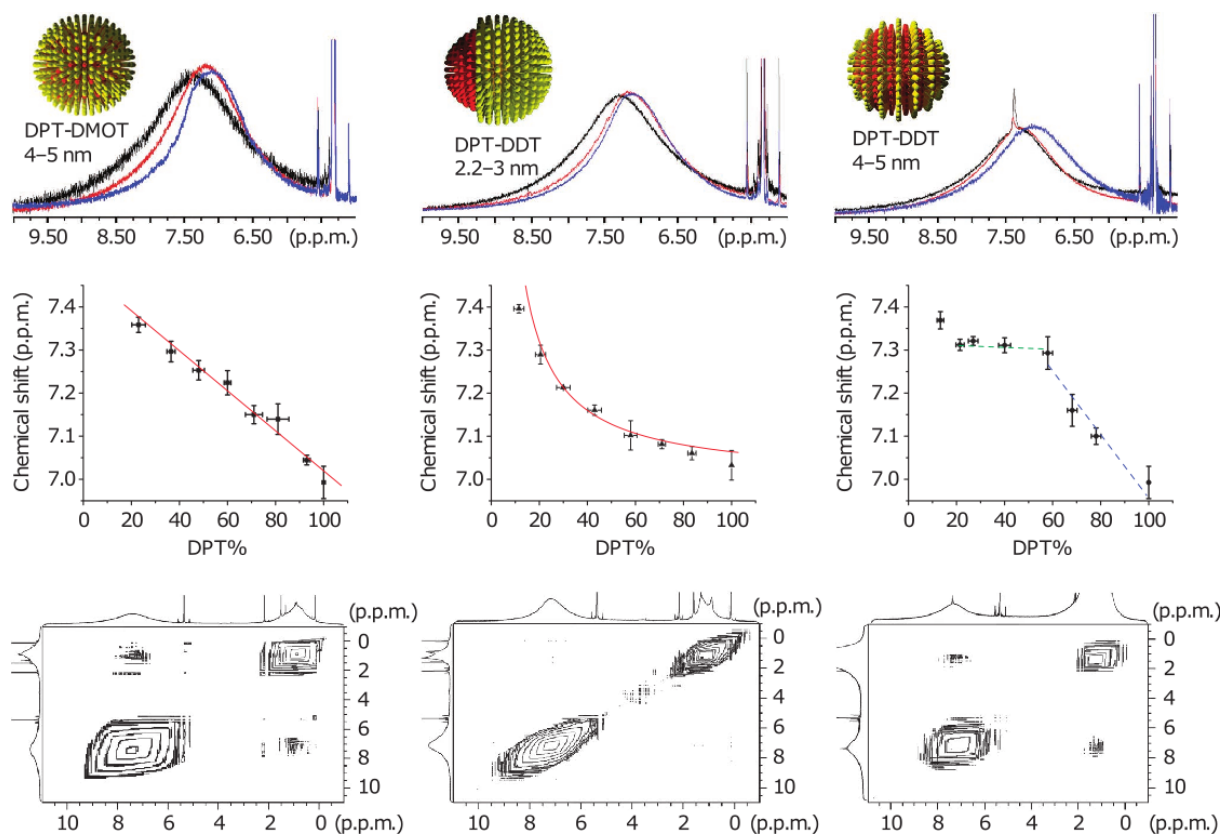 DPT-DMOT
4–5 nm
9.50 8.50 7.50 6.50 (p.p.m.)
DPT-DDT
2.2–3 nm
9.50 8.50 7.50 6.50 (p.p.m.)
DPT-DDT
4–5 nm
9.50 8.50 7.50 6.50 (p.p.m.)
Chemical shift (p.p.m.)
7.4
7.3
7.2
7.1
7.0
0 20 40 60 80 100
DPT%
Chemical shift (p.p.m.)
7.4
7.3
7.2
7.1
7.0
0 20 40 60 80 100
DPT%
Chemical shift (p.p.m.)
7.4
7.3
7.2
7.1
7.0
0 20 40 60 80 100
DPT%
(p.p.m.)
0
2
4
6
8
10
10 8 6 4 2 0 (p.p.m.)
(p.p.m.)
0
2
4
6
8
10
10 8 6 4 2 0 (p.p.m.)
(p.p.m.)
0
2
4
6
8
10
10 8 6 4 2 0 (p.p.m.)